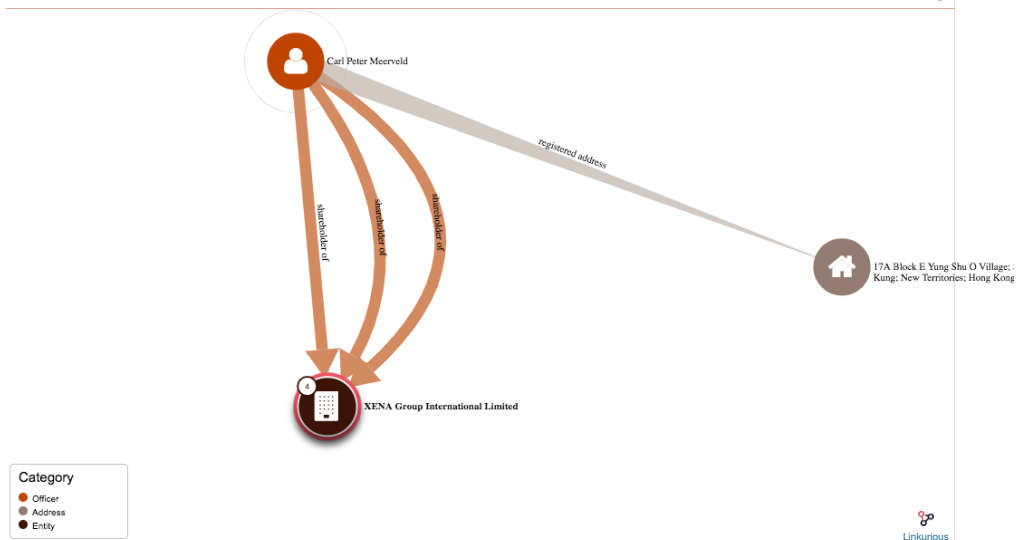 Carl Peter Meerveld
registered address
shareholder of
shareholder of
shareholder of
17A Block E Yung Shu O Village;
Kung; New Territories; Hong Kong
4
XENA Group International Limited
Category
Officer
Address
Entity
Linkurious